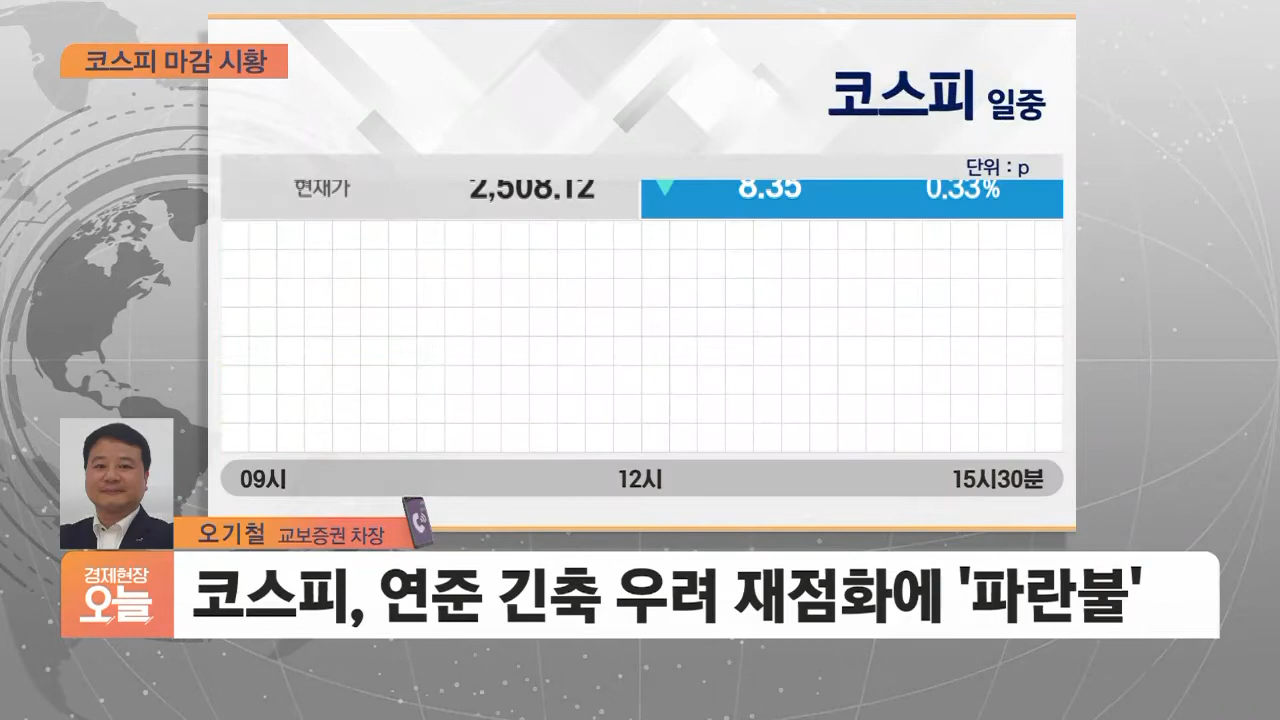 코스피 마감 시황
코스피 일중
단위 : p
현재가 2,508.12 ▼ 8.35 0.33%
09시 12시 15시30분
오기철 교보증권 차장
경제현장
오늘
코스피, 연준 긴축 우려 재점화에 '파란불'